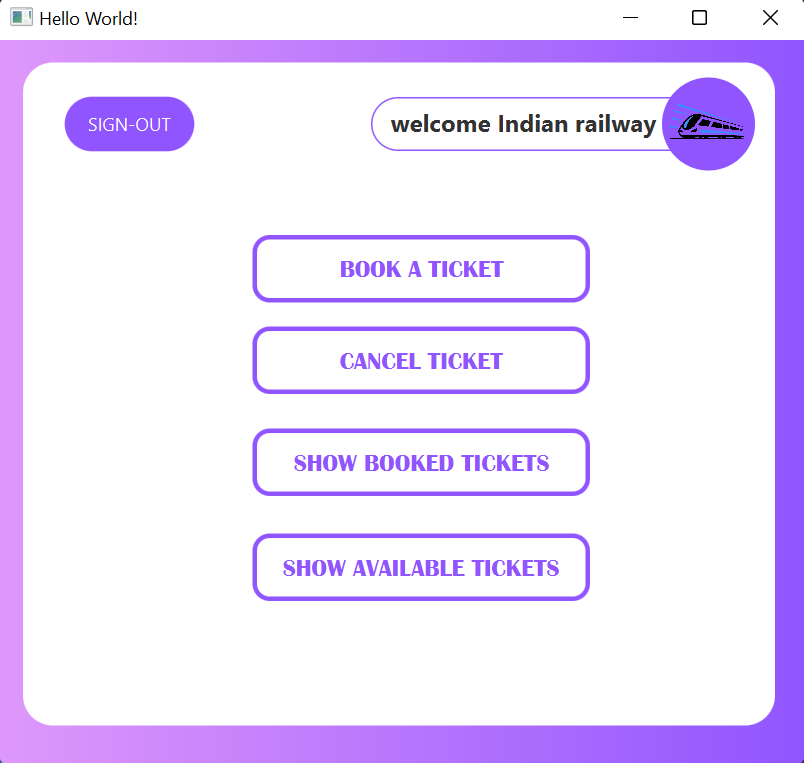 Hello World!
SIGN-OUT
welcome Indian railway
BOOK A TICKET
CANCEL TICKET
SHOW BOOKED TICKETS
SHOW AVAILABLE TICKETS